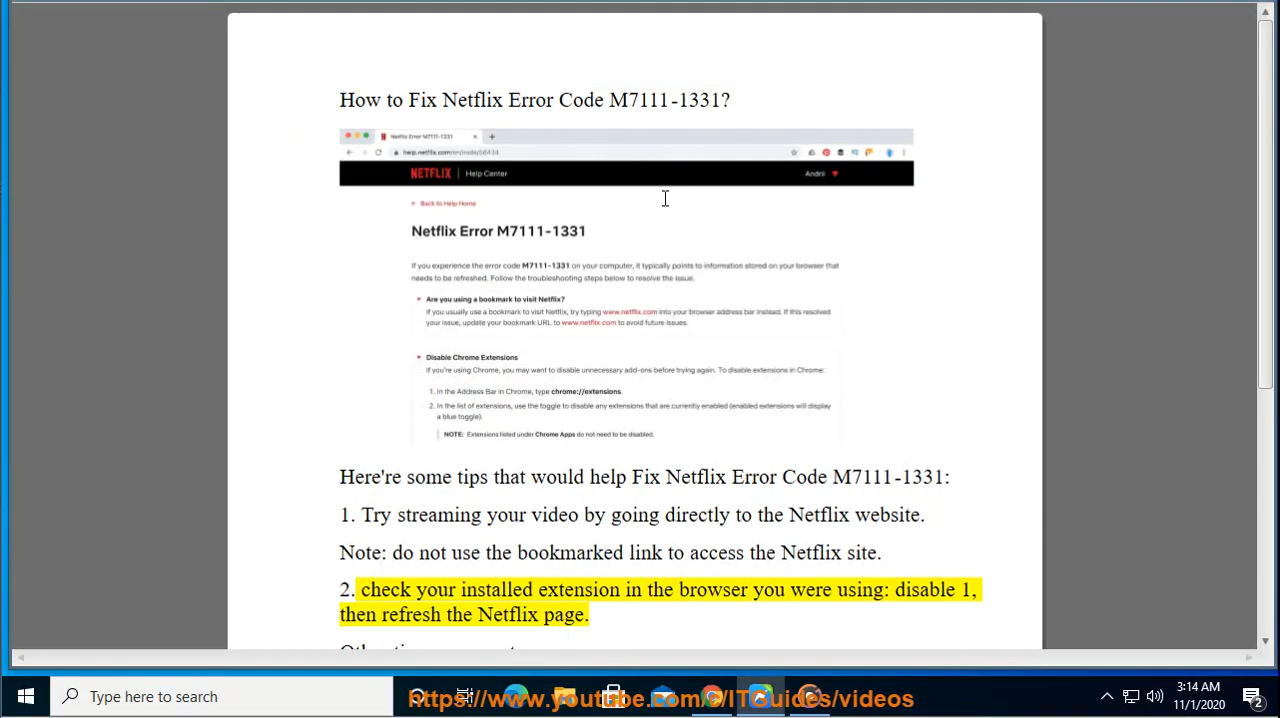 How to Fix Netflix Error Code M7111-1331?
Netflix Error M7111-1331
help.netflix.com/en/node/58434
NETFLIX | Help Center
Andrii
Back to Help Home
Netflix Error M7111-1331
If you experience the error code M7111-1331 on your computer, it typically points to information stored on your browser that
needs to be refreshed. Follow the troubleshooting steps below to resolve the issue.
Are you using a bookmark to visit Netflix?
If you usually use a bookmark to visit Netflix, try typing www.netflix.com into your browser address bar instead. If this resolved
your issue, update your bookmark URL to www.netflix.com to avoid future issues.
Disable Chrome Extensions
If you're using Chrome, you may want to disable unnecessary add-ons before trying again. To disable extensions in Chrome:
1. In the Address Bar in Chrome, type chrome://extensions.
2. In the list of extensions, use the toggle to disable any extensions that are currently enabled (enabled extensions will display
a blue toggle).
NOTE: Extensions listed under Chrome Apps do not need to be disabled.
Here're some tips that would help Fix Netflix Error Code M7111-1331:
1. Try streaming your video by going directly to the Netflix website.
Note: do not use the bookmarked link to access the Netflix site.
2. check your installed extension in the browser you were using: disable 1,
then refresh the Netflix page.
Type here to search
https://www.youtube.com/c/ITGuides/videos
3:14 AM
11/1/2020
2